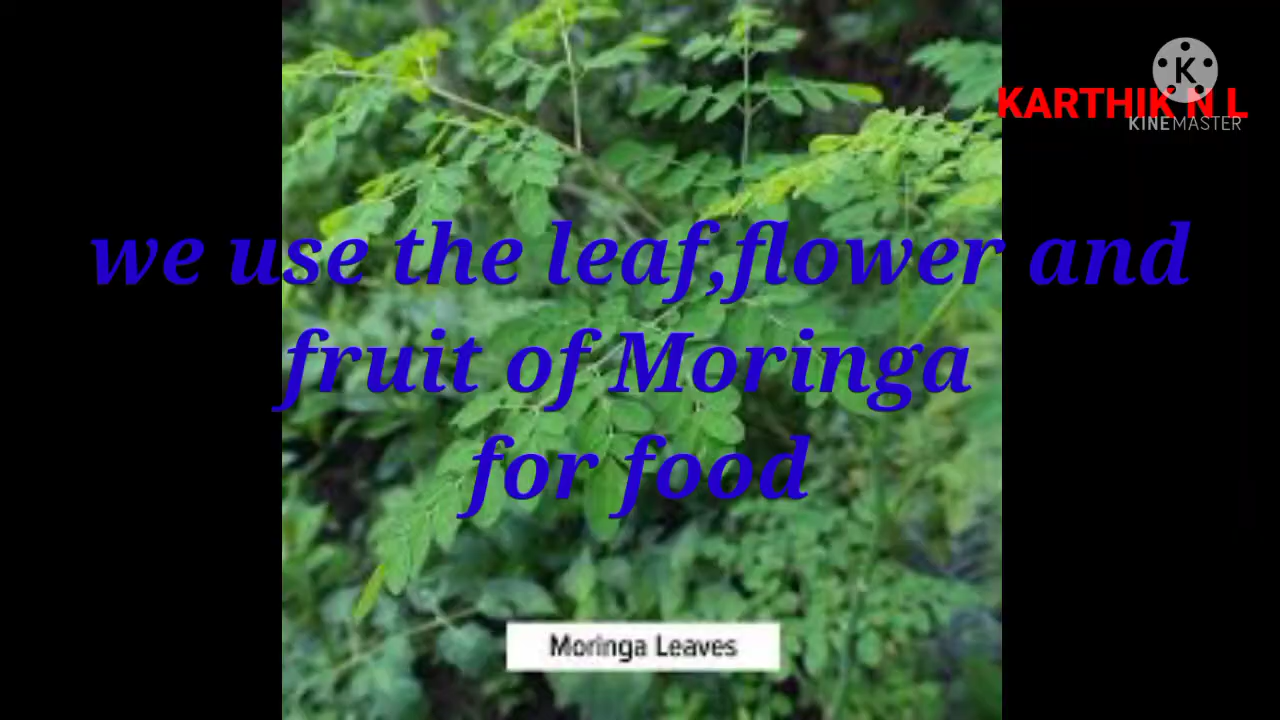 KARTHIK N L
K
KINEMASTER
we use the leaf,flower and
fruit of Moringa
for food
Moringa Leaves